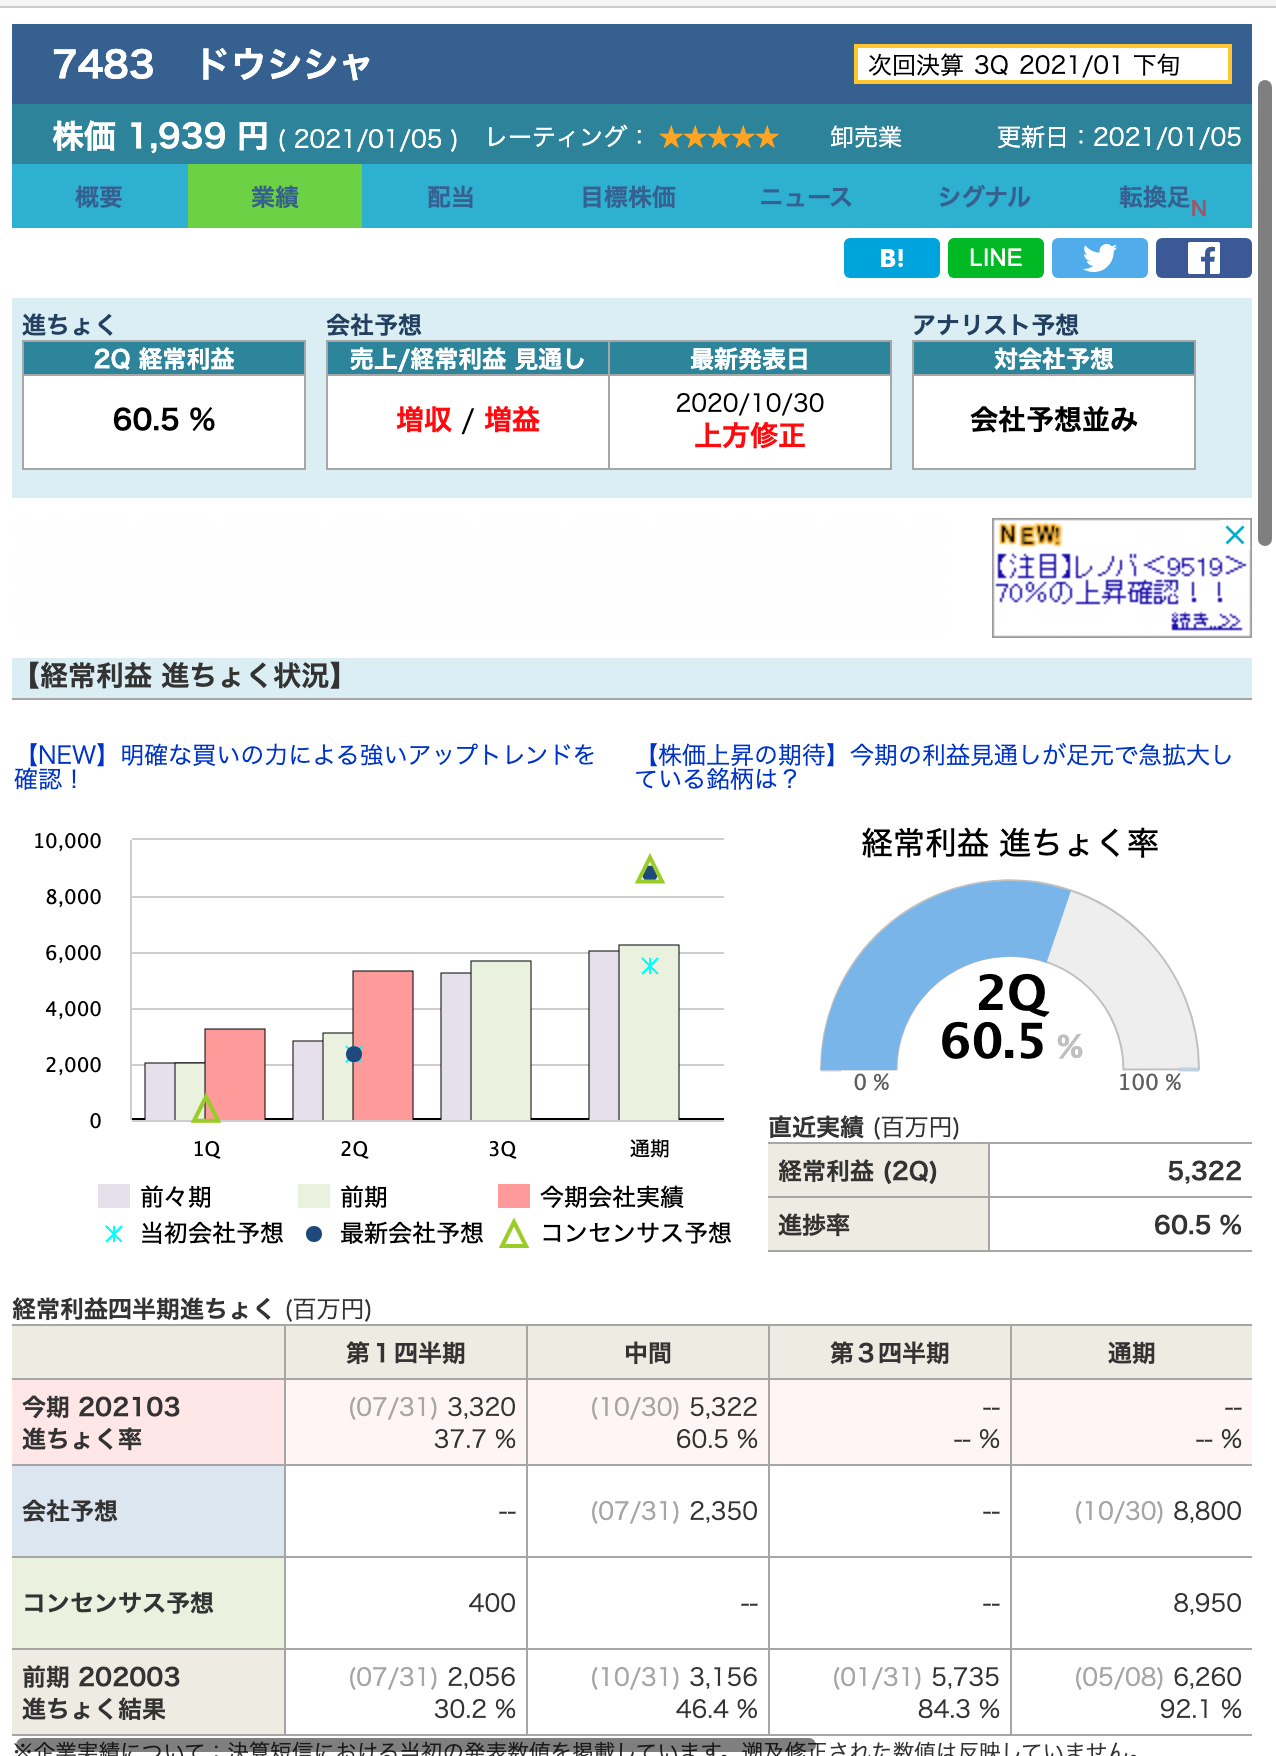 7483 ドウシシャ
次回決算 3Q 2021/01 下旬
株価 1,939 円 ( 2021/01/05 ) レーティング： ★★★★★ 卸売業 更新日：2021/01/05
概要 業績 配当 目標株価 ニュース シグナル 転換足N
B! LINE
進ちょく
2Q 経常利益
60.5 %
会社予想
売上/経常利益 見通し 最新発表日
増収 / 増益
2020/10/30
上方修正
アナリスト予想
対会社予想
会社予想並み
NEW!
【注目】レノバ<9519>
70%の上昇確認！！
続き..>>
【経常利益 進ちょく状況】
【NEW】明確な買いの力による強いアップトレンドを
確認！
【株価上昇の期待】今期の利益見通しが足元で急拡大し
ている銘柄は？
10,000
8,000
6,000
4,000
2,000
0
1Q 2Q 3Q 通期
前々期 前期 今期会社実績
当初会社予想 最新会社予想 コンセンサス予想
経常利益 進ちょく率
2Q
60.5 %
0 % 100 %
直近実績 (百万円)
経常利益 (2Q) 5,322
進捗率 60.5 %
経常利益四半期進ちょく (百万円)
第１四半期 中間 第３四半期 通期
今期 202103 (07/31) 3,320 (10/30) 5,322 -- --
進ちょく率 37.7 % 60.5 % -- % -- %
会社予想 -- (07/31) 2,350 -- (10/30) 8,800
コンセンサス予想 400 -- -- 8,950
前期 202003 (07/31) 2,056 (10/31) 3,156 (01/31) 5,735 (05/08) 6,260
進ちょく結果 30.2 % 46.4 % 84.3 % 92.1 %
※企業実績について：決算短信における当初の発表数値を掲載しています。遡及修正された数値は反映していません。